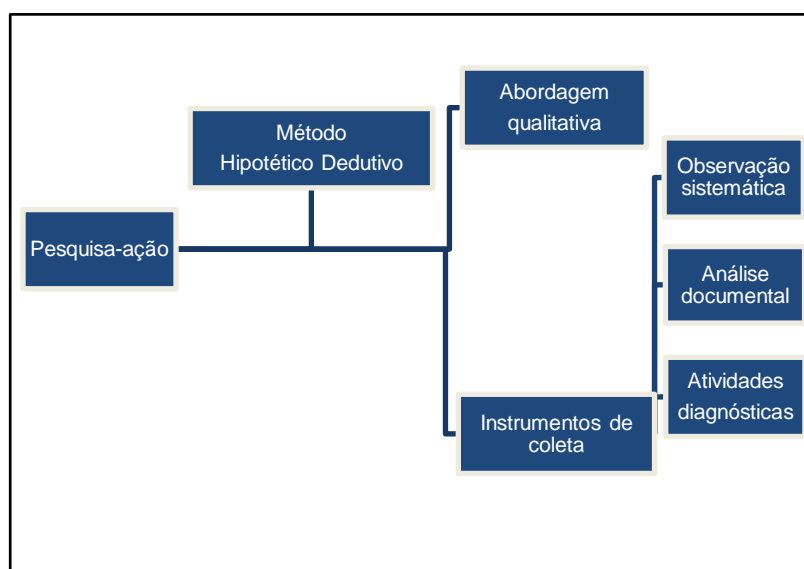 Pesquisa-ação
Método
Hipotético Dedutivo
Abordagem
qualitativa
Instrumentos de
coleta
Observação
sistemática
Análise
documental
Atividades
diagnósticas